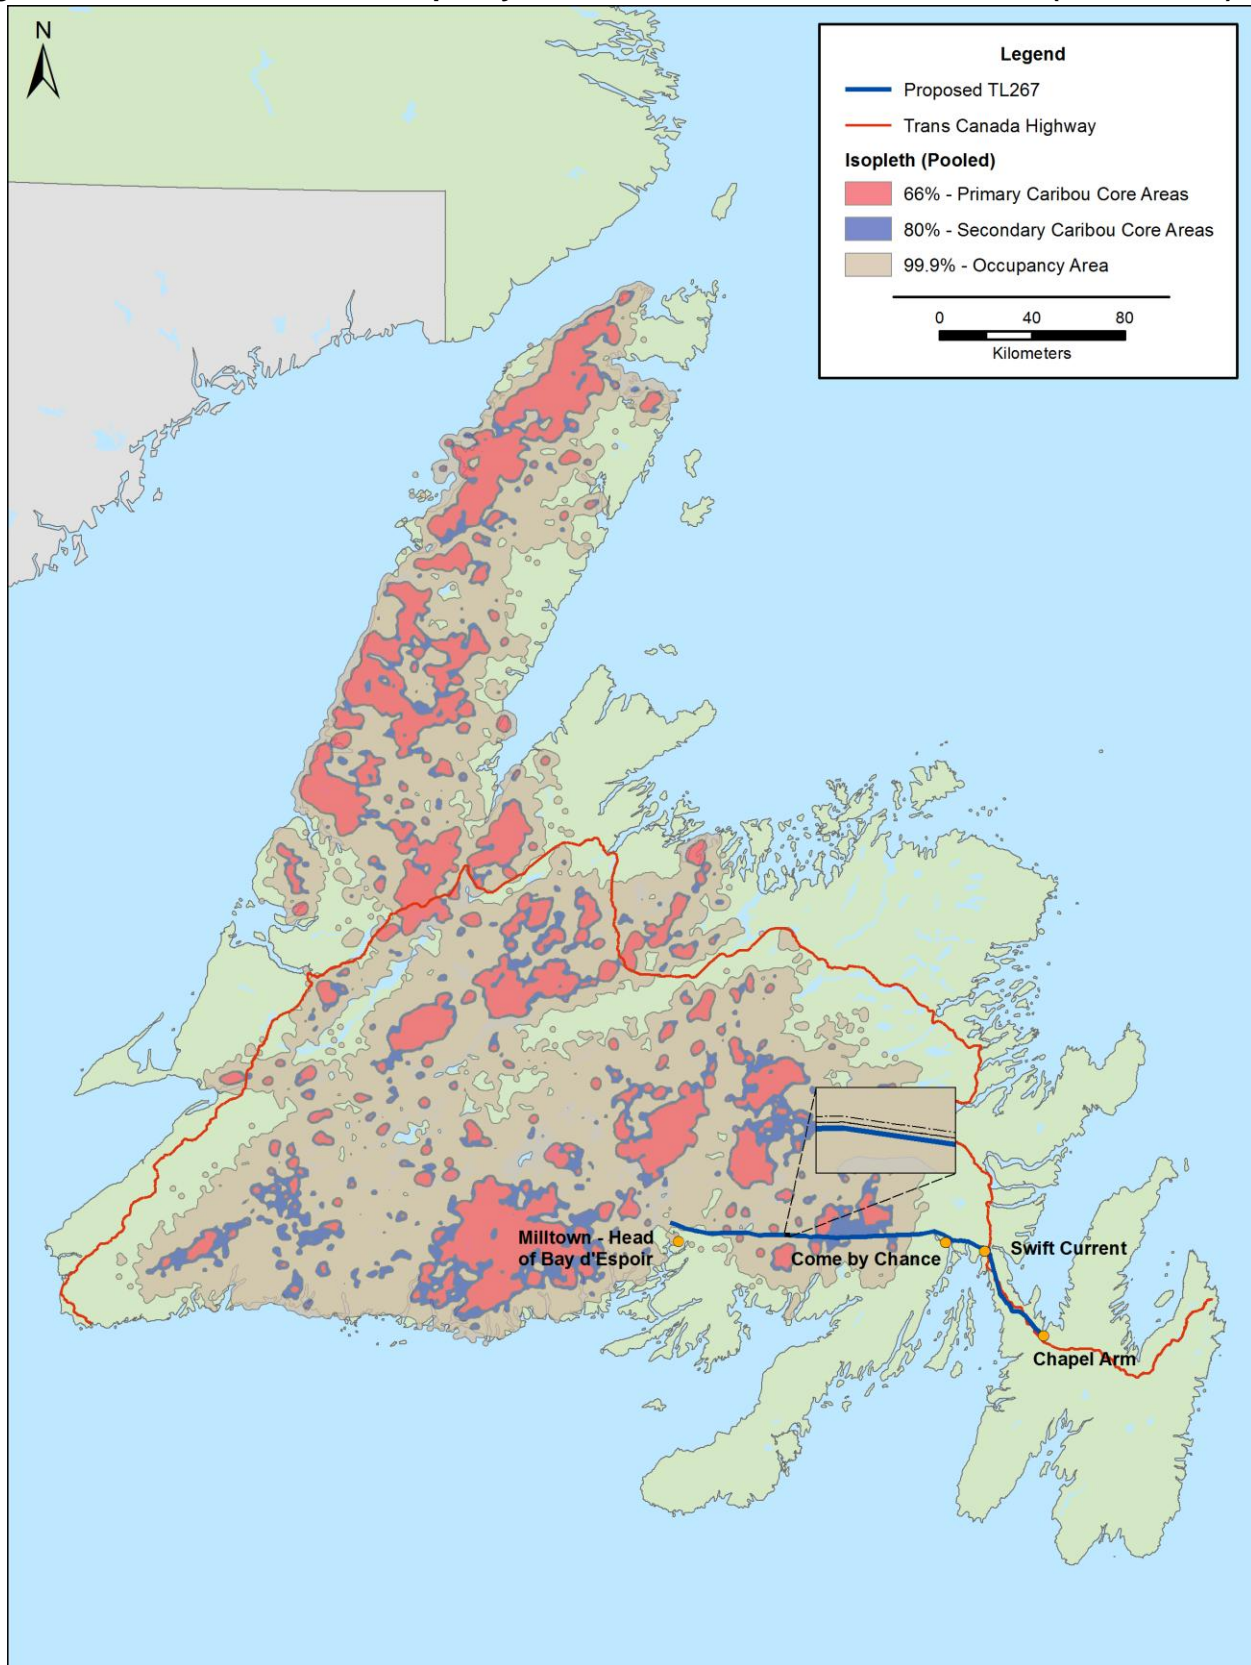 N
Legend
Proposed TL267
Trans Canada Highway
Isopleth (Pooled)
66% - Primary Caribou Core Areas
80% - Secondary Caribou Core Areas
99.9% - Occupancy Area
0 40 80
Kilometers
Milltown - Head
of Bay d'Espoir
Come by Chance
Swift Current
Chapel Arm